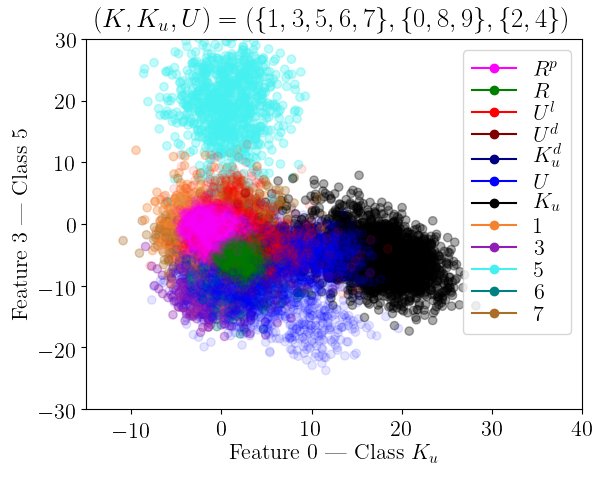 (K, K_u, U) = ({1, 3, 5, 6, 7}, {0, 8, 9}, {2, 4})
30
20
10
0
−10
−20
−30
Feature 3 — Class 5
−10 0 10 20 30 40
Feature 0 — Class K_u
R^p
R
U^l
U^d
K_u^d
U
K_u
1
3
5
6
7